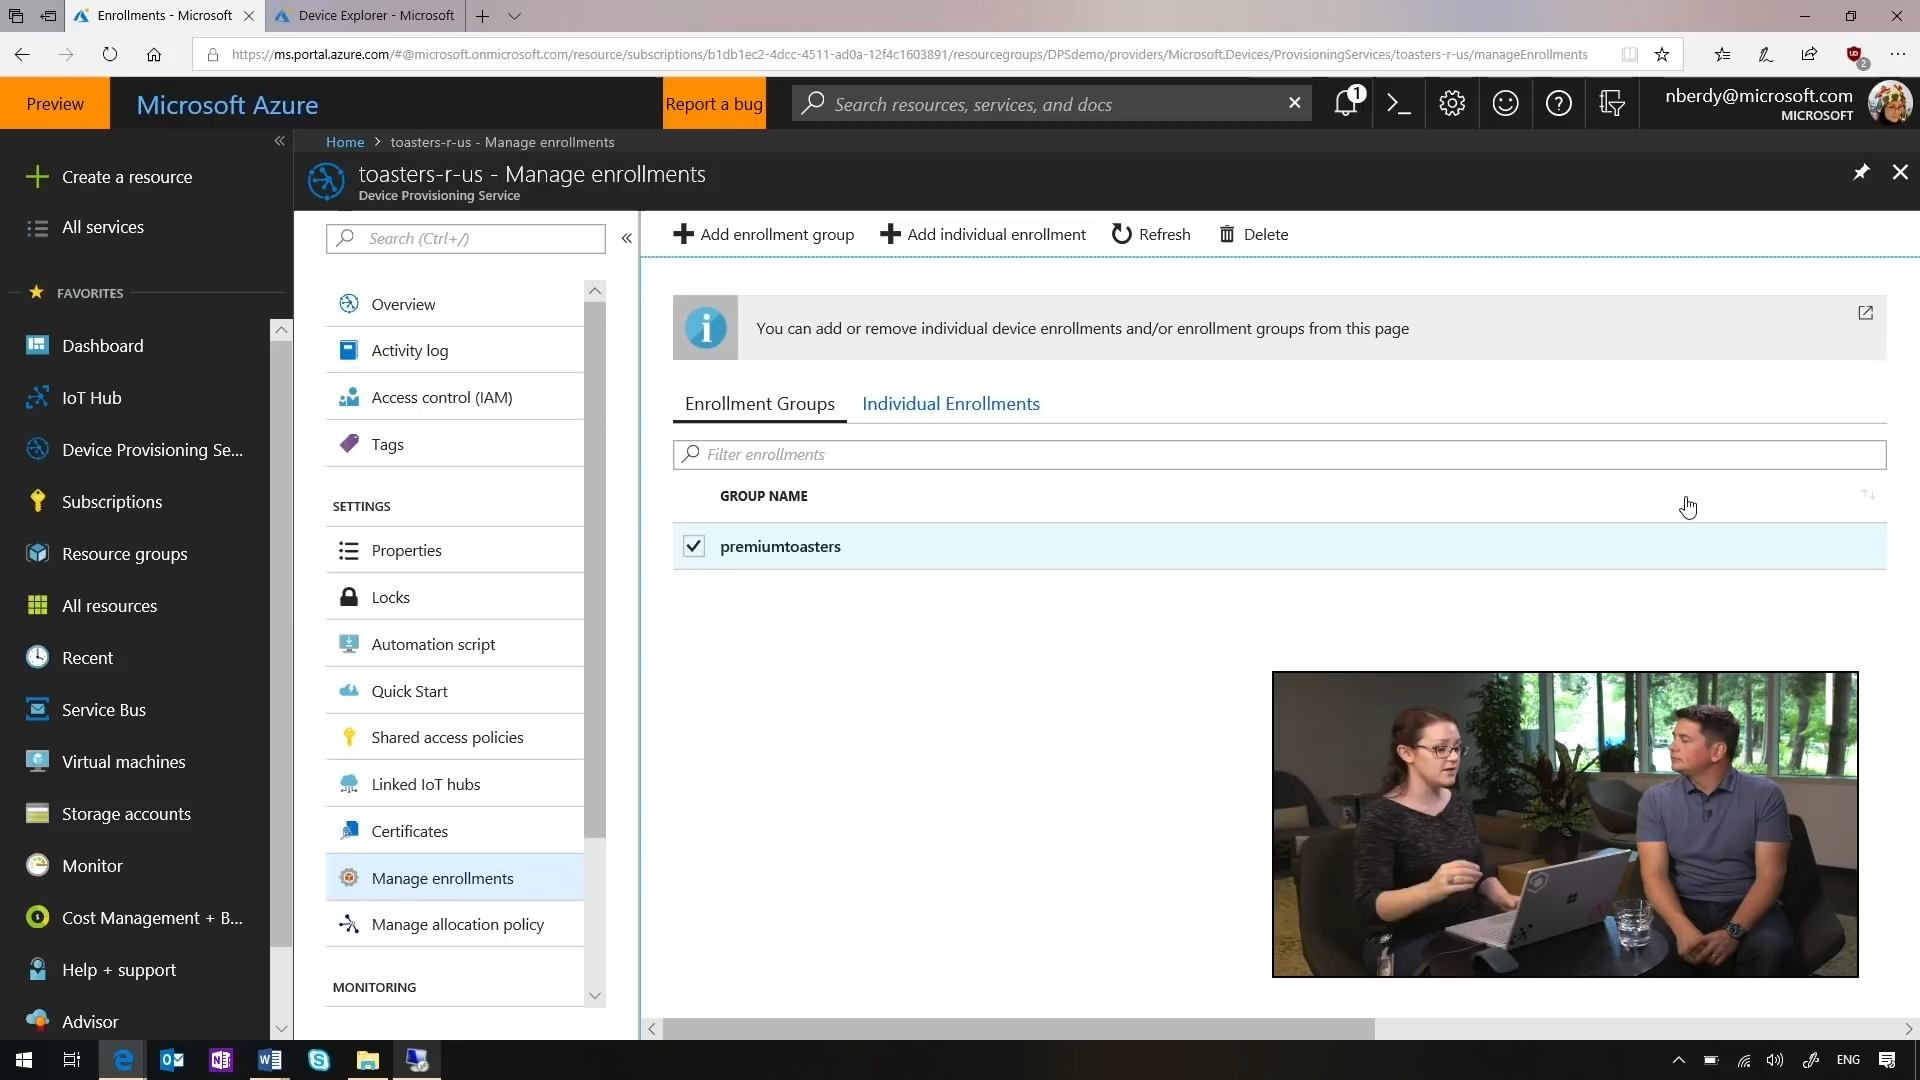 Enrollments - Microsoft
Device Explorer - Microsoft
https://ms.portal.azure.com/#@microsoft.onmicrosoft.com/resource/subscriptions/b1db1ec2-4dcc-4511-ad0a-12f4c1603891/resourcegroups/DPSdemo/providers/Microsoft.Devices/ProvisioningServices/toasters-r-us/manageEnrollments
2
Preview
Microsoft Azure
Report a bug
Search resources, services, and docs
1
nberdy@microsoft.com
MICROSOFT
Home > toasters-r-us - Manage enrollments
toasters-r-us - Manage enrollments
Device Provisioning Service
Create a resource
All services
FAVORITES
Dashboard
IoT Hub
Device Provisioning Se...
Subscriptions
Resource groups
All resources
Recent
Service Bus
Virtual machines
Storage accounts
Monitor
Cost Management + B...
Help + support
Advisor
Search (Ctrl+/)
Overview
Activity log
Access control (IAM)
Tags
SETTINGS
Properties
Locks
Automation script
Quick Start
Shared access policies
Linked IoT hubs
Certificates
Manage enrollments
Manage allocation policy
MONITORING
Add enrollment group
Add individual enrollment
Refresh
Delete
You can add or remove individual device enrollments and/or enrollment groups from this page
Enrollment Groups
Individual Enrollments
Filter enrollments
GROUP NAME
premiumtoasters
ENG